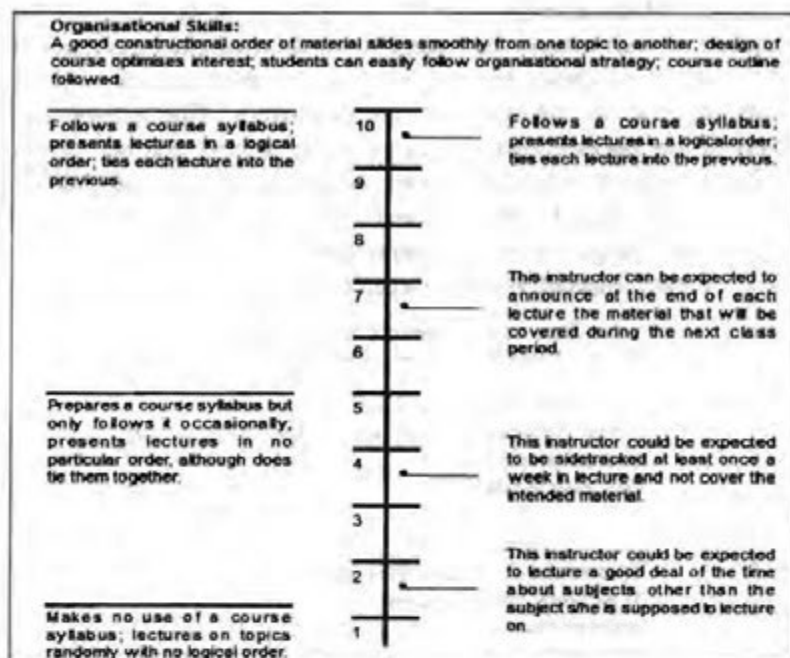 Organisational Skills:
A good constructional order of material slides smoothly from one topic to another; design of
course optimises interest; students can easily follow organisational strategy; course outline
followed.
Follows a course syllabus;
presents lectures in a logical
order; ties each lecture into the
previous.
10
Follows a course syllabus;
presents lectures in a logical order;
ties each lecture into the previous.
9
8
7
This instructor can be expected to
announce at the end of each
lecture the material that will be
covered during the next class
period.
6
5
Prepares a course syllabus but
only follows it occasionally,
presents lectures in no
particular order, although does
tie them together.
4
This instructor could be expected
to be sidetracked at least once a
week in lecture and not cover the
intended material.
3
2
This instructor could be expected
to lecture a good deal of the time
about subjects other than the
subject s/he is supposed to lecture
on.
1
Makes no use of a course
syllabus; lectures on topics
randomly with no logical order.